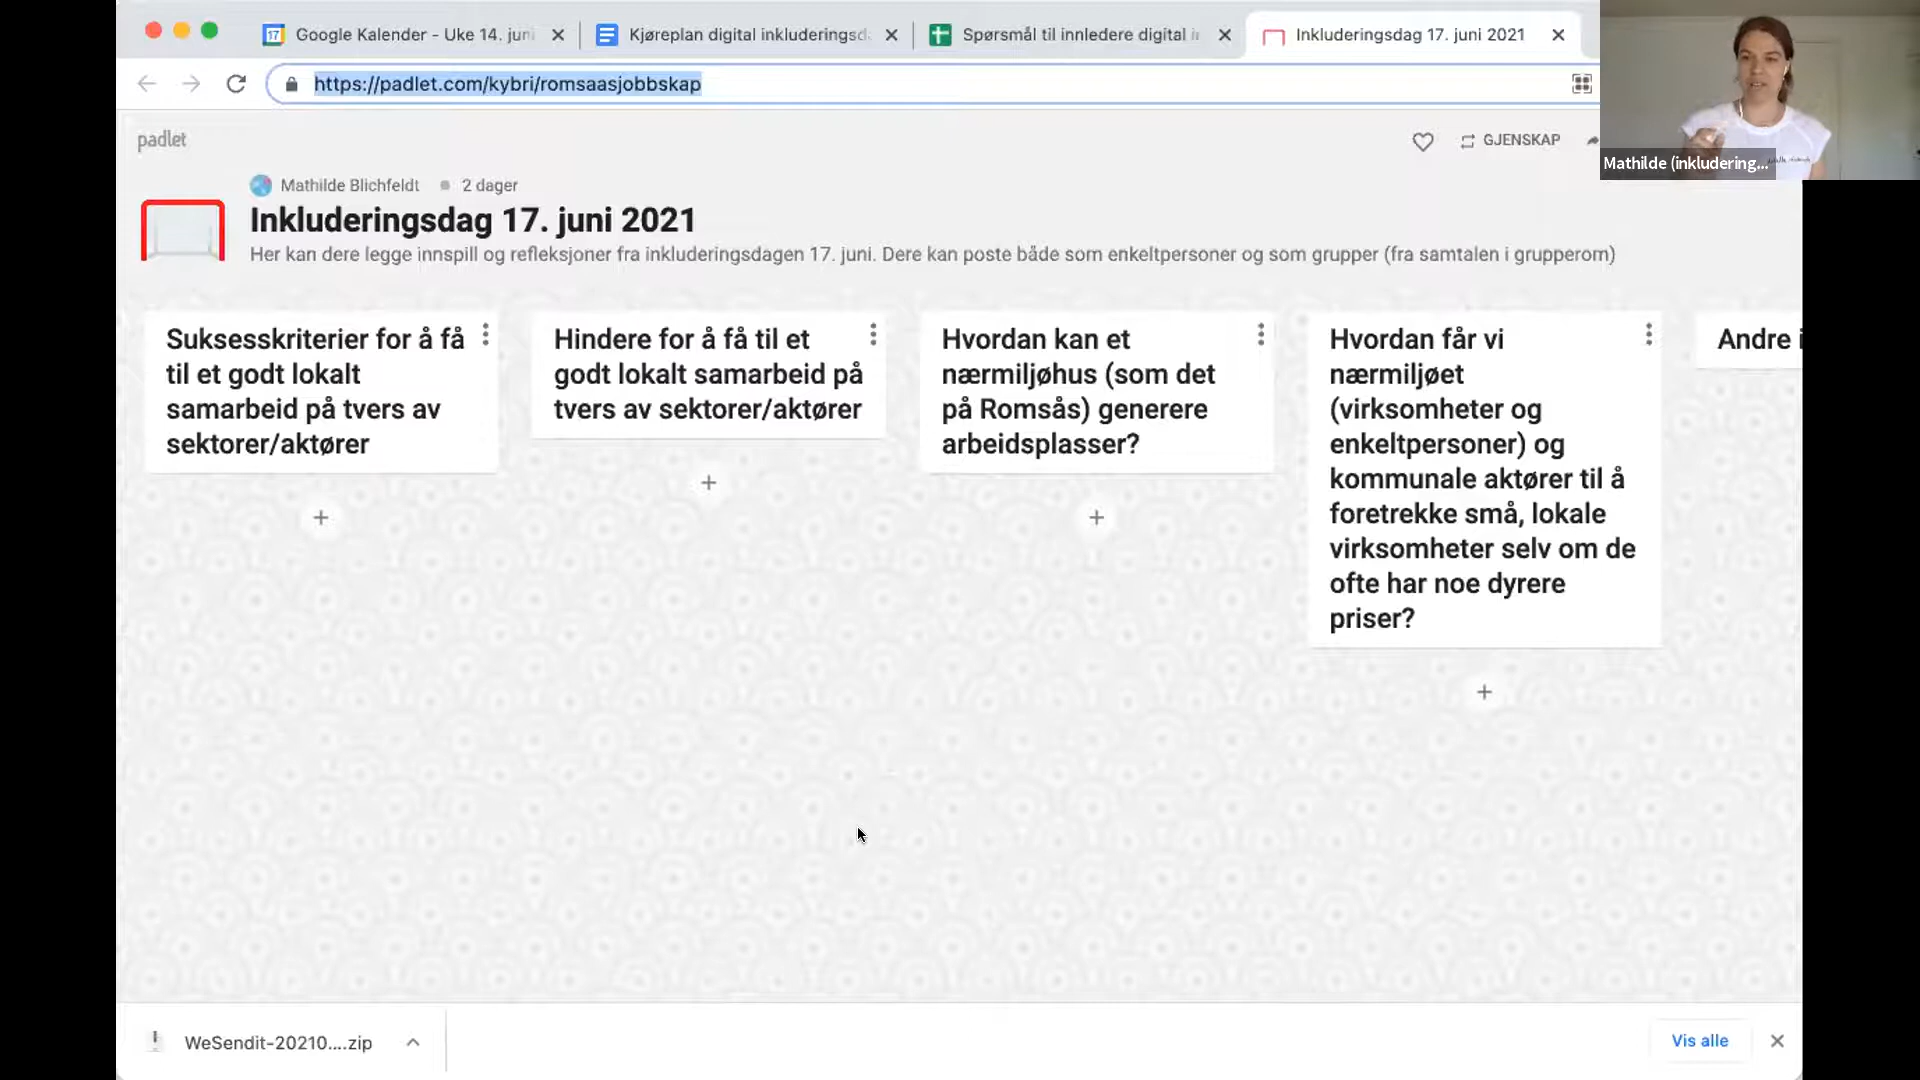 Google Kalender - Uke 14. juni
Kjøreplan digital inkluderingsd
Spørsmål til innledere digital i
Inkluderingsdag 17. juni 2021
https://padlet.com/kybri/romsaasjobbskap
padlet
GJENSKAP
Mathilde (inkludering...
Mathilde Blichfeldt 2 dager
Inkluderingsdag 17. juni 2021
Her kan dere legge innspill og refleksjoner fra inkluderingsdagen 17. juni. Dere kan poste både som enkeltpersoner og som grupper (fra samtalen i grupperom)
Suksesskriterier for å få
til et godt lokalt
samarbeid på tvers av
sektorer/aktører
Hindere for å få til et
godt lokalt samarbeid på
tvers av sektorer/aktører
Hvordan kan et
nærmiljøhus (som det
på Romsås) generere
arbeidsplasser?
Hvordan får vi
nærmiljøet
(virksomheter og
enkeltpersoner) og
kommunale aktører til å
foretrekke små, lokale
virksomheter selv om de
ofte har noe dyrere
priser?
Andre i
WeSendit-20210....zip
Vis alle